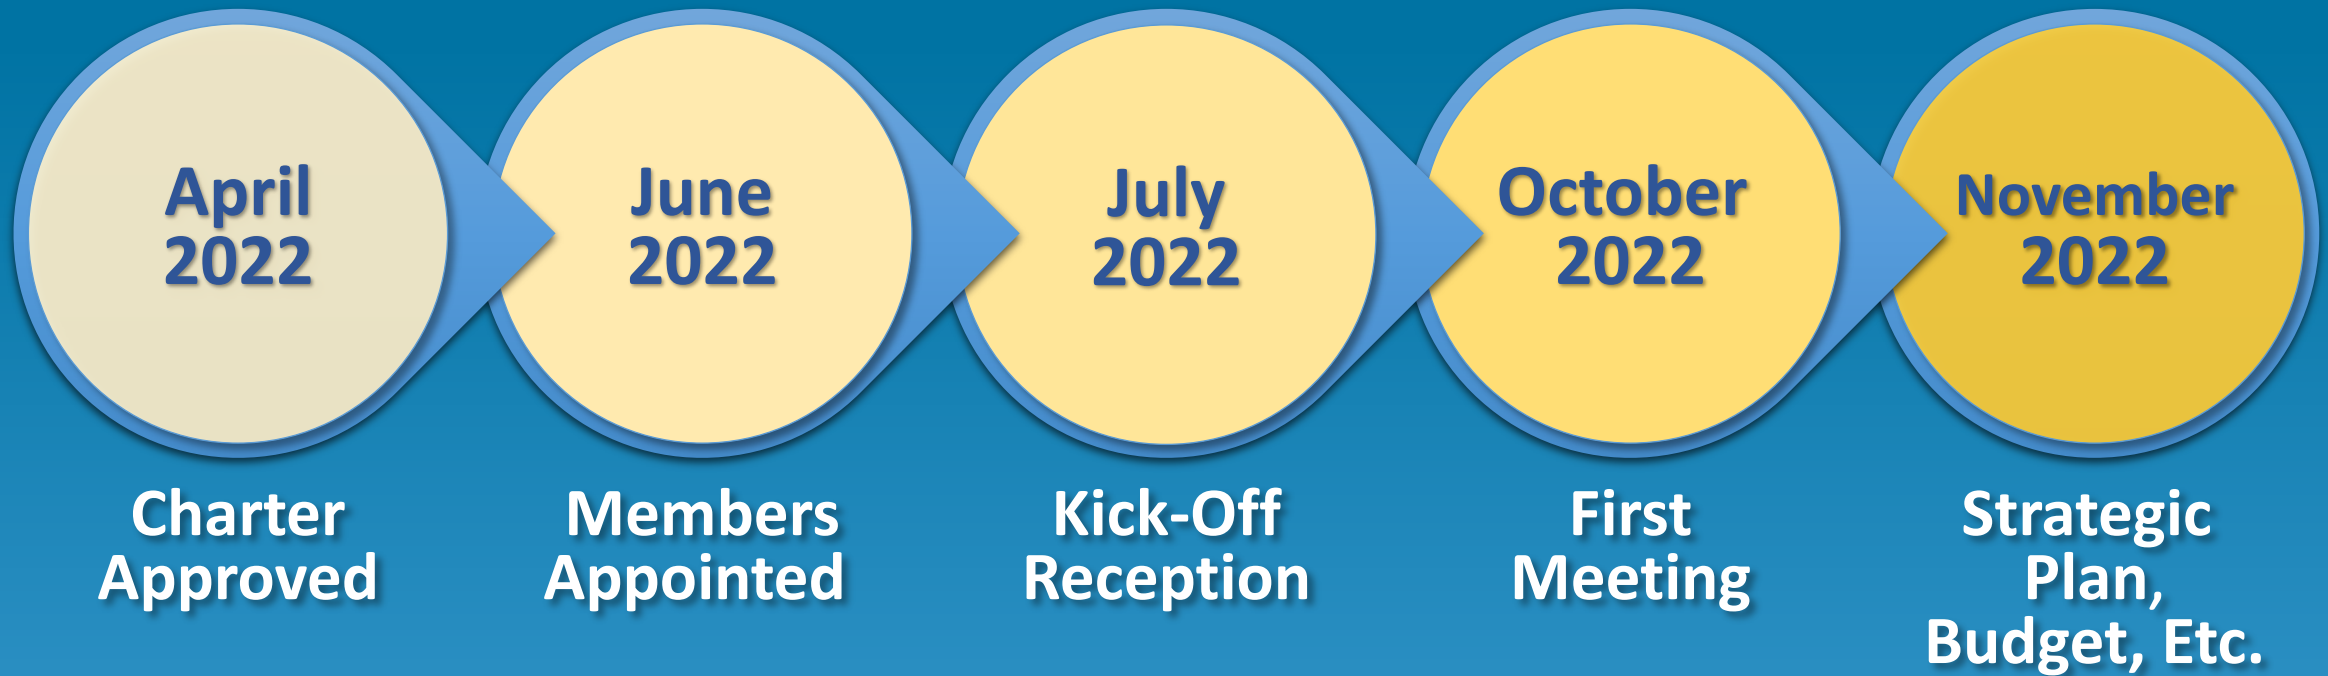 April
2022
June
2022
July
2022
October
2022
November
2022
Charter
Approved
Members
Appointed
Kick-Off
Reception
First
Meeting
Strategic
Plan,
Budget, Etc.